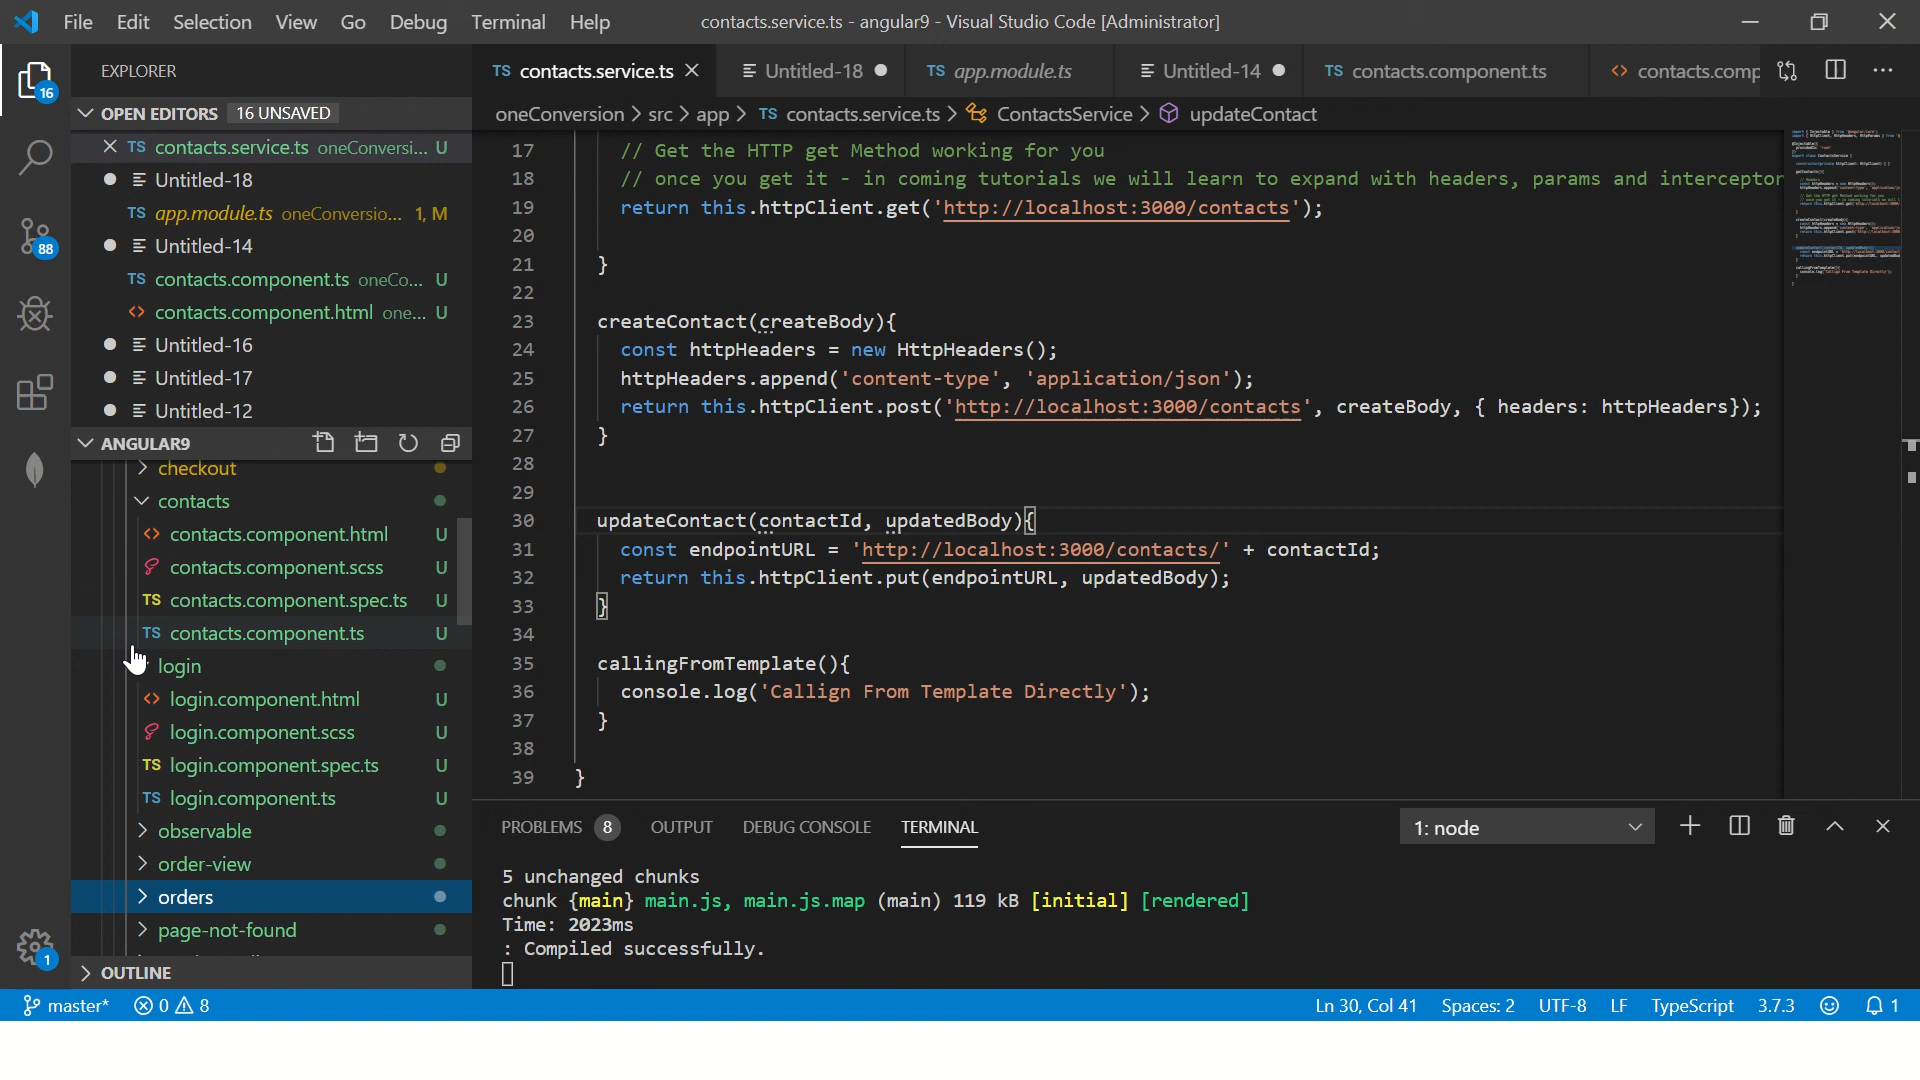 File Edit Selection View Go Debug Terminal Help contacts.service.ts - angular9 - Visual Studio Code [Administrator]
EXPLORER
16
OPEN EDITORS 16 UNSAVED
contacts.service.ts oneConversi... U
Untitled-18
TS app.module.ts oneConversio... 1, M
88
Untitled-14
TS contacts.component.ts oneCo... U
contacts.component.html one... U
Untitled-16
Untitled-17
Untitled-12
ANGULAR9
checkout
contacts
contacts.component.html U
contacts.component.scss U
TS contacts.component.spec.ts U
TS contacts.component.ts U
login
login.component.html U
login.component.scss U
TS login.component.spec.ts U
TS login.component.ts U
observable
order-view
orders
page-not-found
1
OUTLINE
TS contacts.service.ts Untitled-18 TS app.module.ts Untitled-14 TS contacts.component.ts contacts.comp
oneConversion > src > app > TS contacts.service.ts > ContactsService > updateContact
17 // Get the HTTP get Method working for you
18 // once you get it - in coming tutorials we will learn to expand with headers, params and interceptor
19 return this.httpClient.get('http://localhost:3000/contacts');
20
21 }
22
23 createContact(createBody){
24 const httpHeaders = new HttpHeaders();
25 httpHeaders.append('content-type', 'application/json');
26 return this.httpClient.post('http://localhost:3000/contacts', createBody, { headers: httpHeaders});
27 }
28
29
30 updateContact(contactId, updatedBody){
31 const endpointURL = 'http://localhost:3000/contacts/' + contactId;
32 return this.httpClient.put(endpointURL, updatedBody);
33 }
34
35 callingFromTemplate(){
36 console.log('Callign From Template Directly');
37 }
38
39 }
PROBLEMS 8 OUTPUT DEBUG CONSOLE TERMINAL 1: node
5 unchanged chunks
chunk {main} main.js, main.js.map (main) 119 kB [initial] [rendered]
Time: 2023ms
: Compiled successfully.
master* 0 8 Ln 30, Col 41 Spaces: 2 UTF-8 LF TypeScript 3.7.3 1